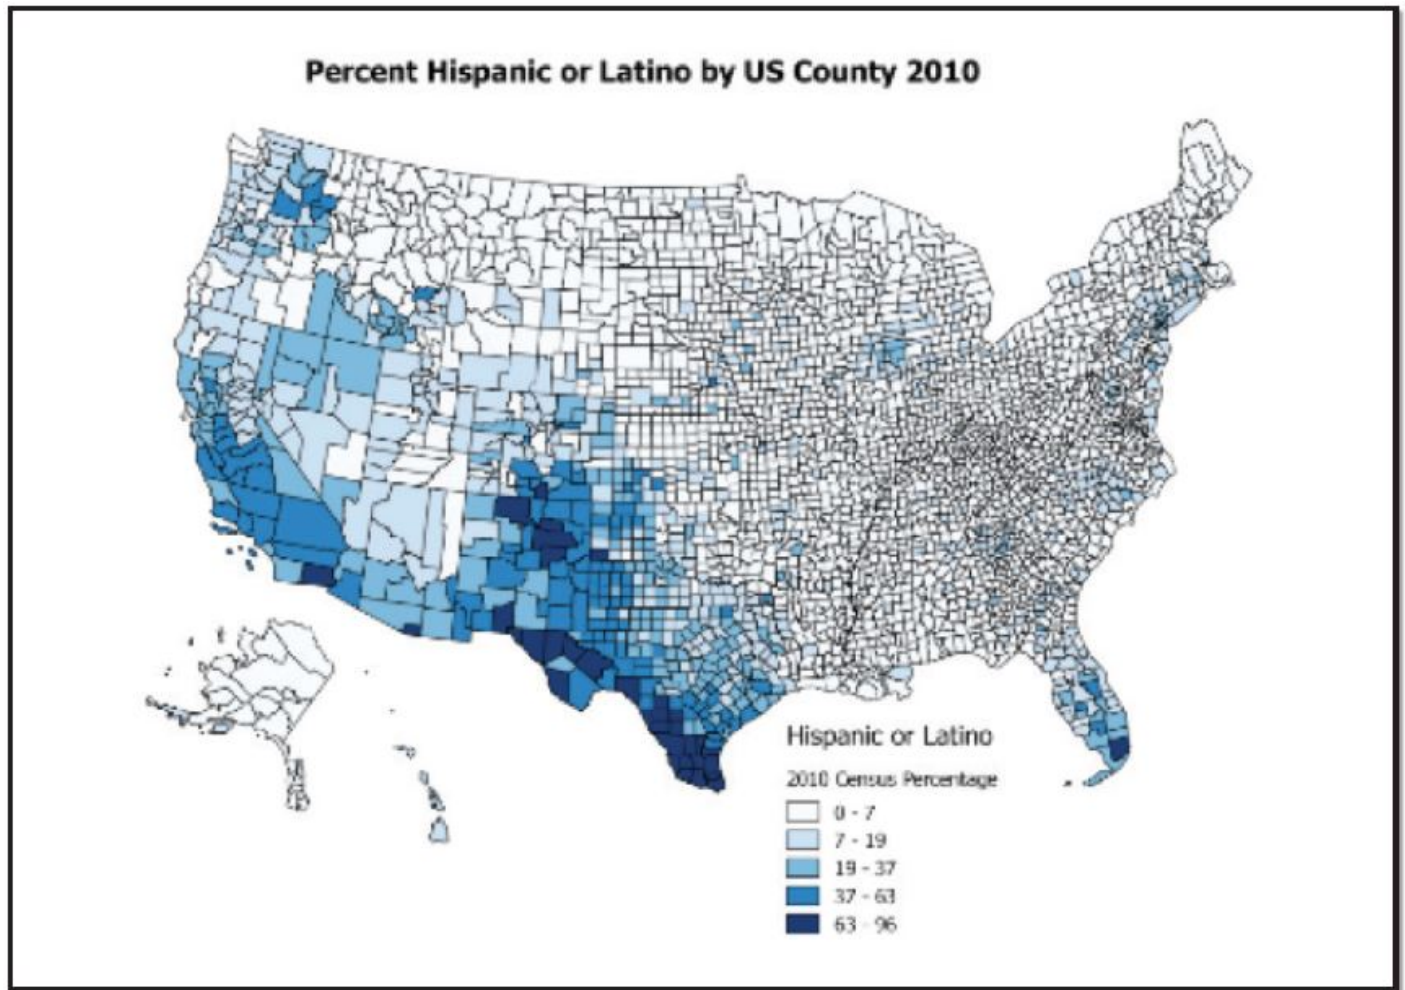 Percent Hispanic or Latino by US County 2010
Hispanic or Latino
2010 Census Percentage
0 - 7
7 - 19
19 - 37
37 - 63
63 - 96